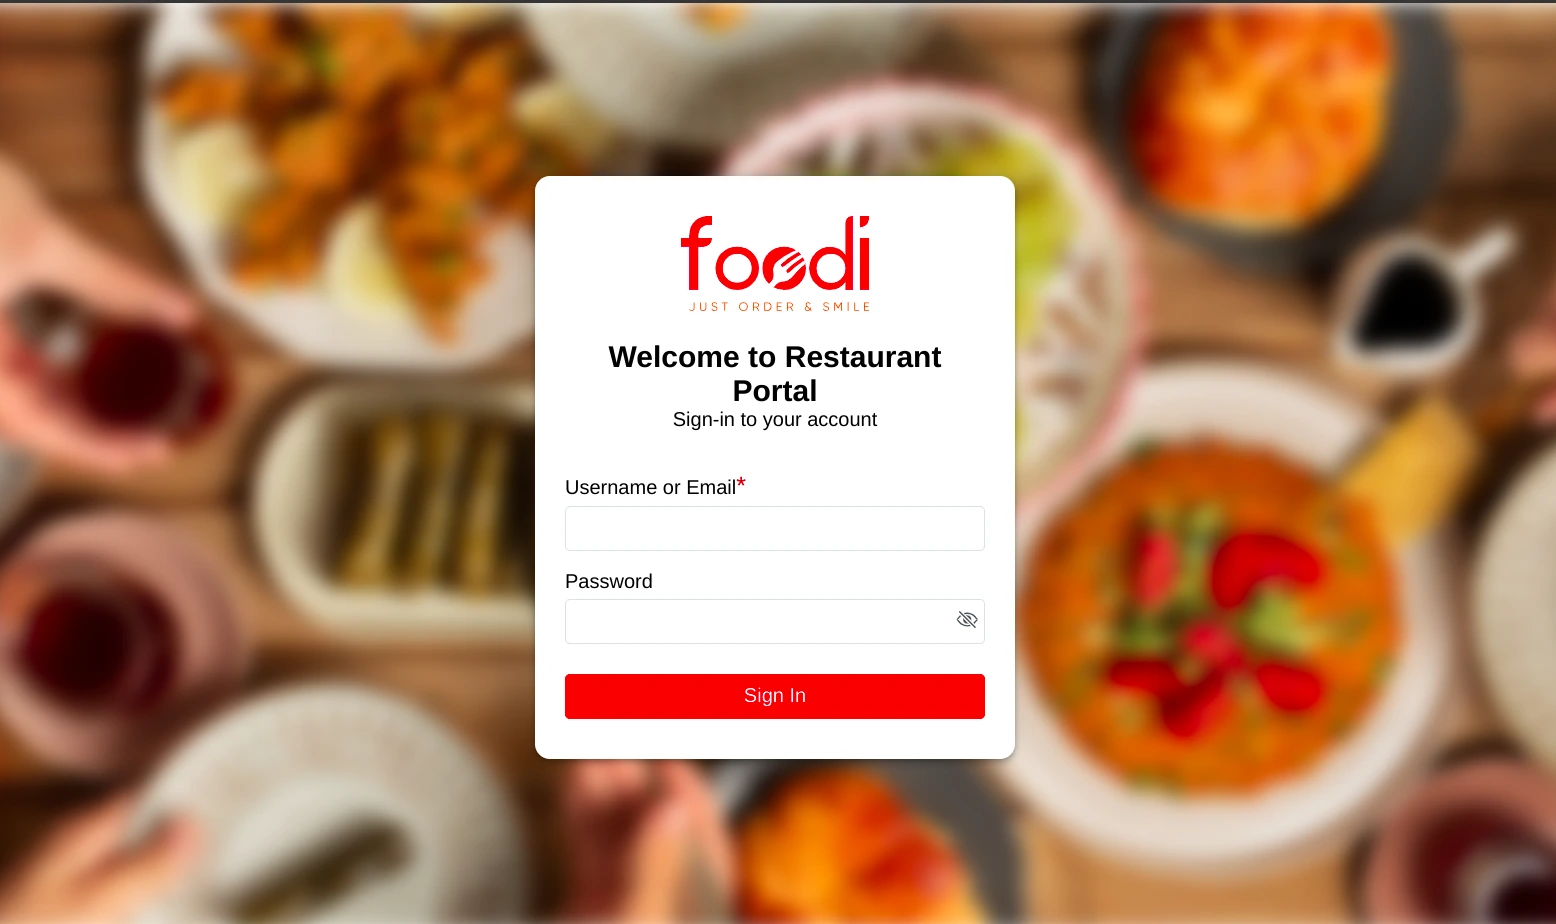 foodi
JUST ORDER & SMILE
Welcome to Restaurant
Portal
Sign-in to your account
Username or Email*
Password
Sign In